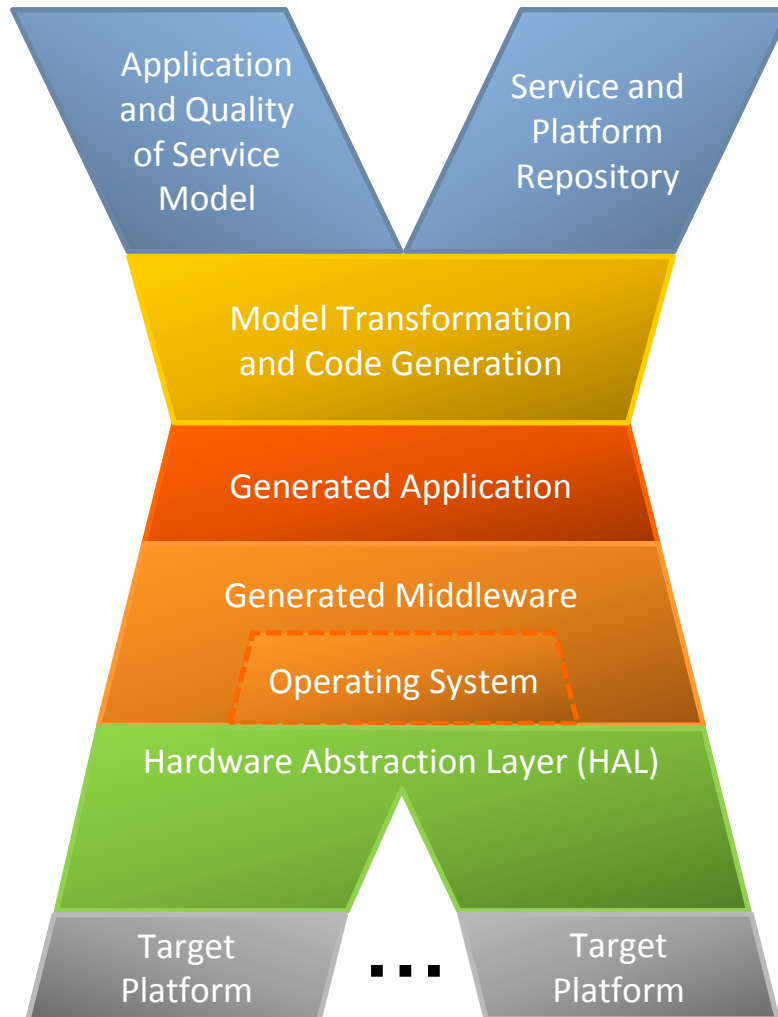 Application
and Quality
of Service
Model
Service and
Platform
Repository
Model Transformation
and Code Generation
Generated Application
Generated Middleware
Operating System
Hardware Abstraction Layer (HAL)
Target
Platform
...
Target
Platform